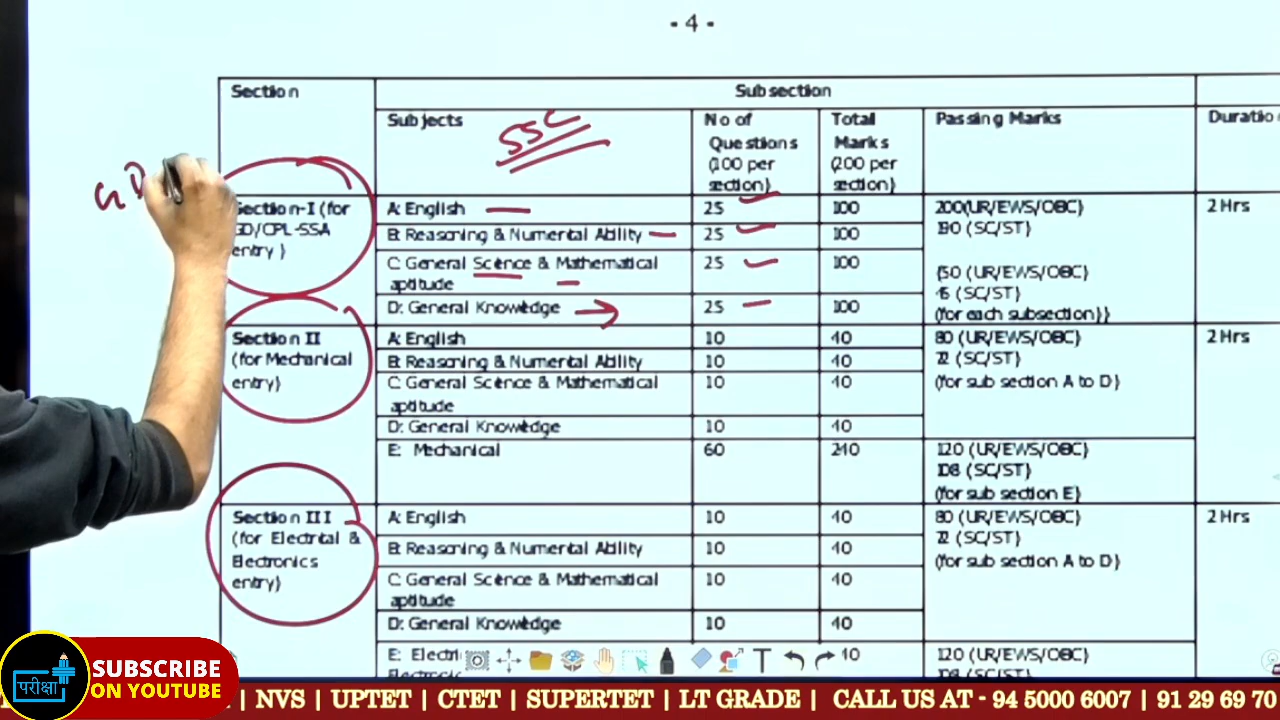 - 4 -
Section
Subsection
Subjects
No of Questions (100 per section)
Total Marks (200 per section)
Passing Marks
Duratio
SSC
GD
Section-I (for GD/CPL-SSA entry )
A: English 25 100
B: Reasoning & Numerical Ability 25 100
C: General Science & Mathematical aptitude 25 100
D: General Knowledge 25 100
200(UR/EWS/OBC)
190 (SC/ST)
(for each subsection)}
2 Hrs
Section II
(for Mechanical entry)
A: English 10 40
B: Reasoning & Numerical Ability 10 40
C: General Science & Mathematical aptitude 10 40
D: General Knowledge 10 40
E: Mechanical 60 240
80 (UR/EWS/OBC)
72 (SC/ST)
(for sub section A to D)
120 (UR/EWS/OBC)
108 (SC/ST)
(for sub section E)
2 Hrs
Section III
(for Electrical & Electronics entry)
A: English 10 40
B: Reasoning & Numerical Ability 10 40
C: General Science & Mathematical aptitude 10 40
D: General Knowledge 10 40
E: Electri
80 (UR/EWS/OBC)
72 (SC/ST)
(for sub section A to D)
120 (UR/EWS/OBC)
2 Hrs
परीक्षा
SUBSCRIBE
ON YOUTUBE
| NVS | UPTET | CTET | SUPERTET | LT GRADE | CALL US AT - 94 5000 6007 | 91 29 69 70